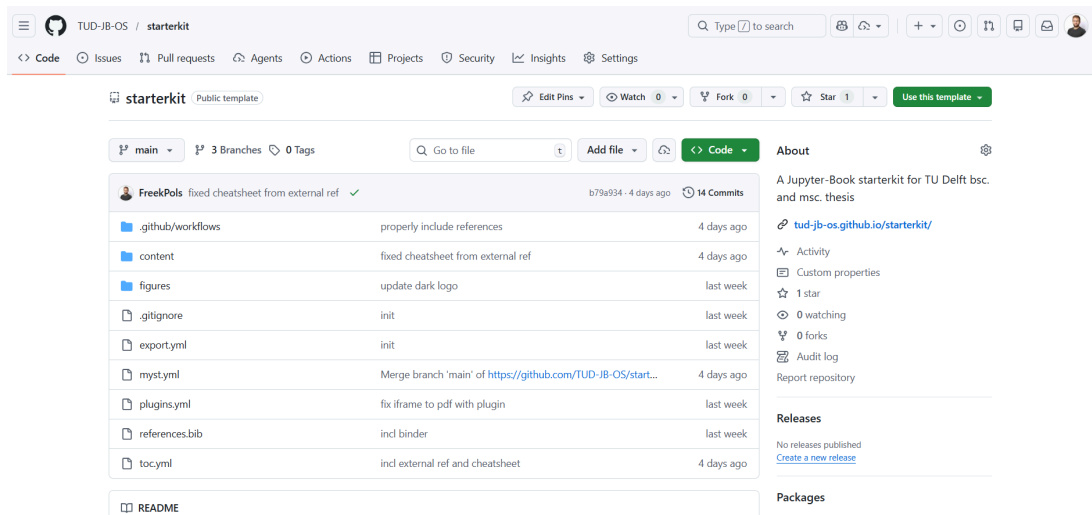 TUD-JB-OS / starterkit
Type / to search
Code Issues Pull requests Agents Actions Projects Security Insights Settings
starterkit Public template
Edit Pins Watch 0 Fork 0 Star 1 Use this template
main 3 Branches 0 Tags
Go to file t
Add file Code
FreekPols fixed cheatsheet from external ref b79a934 · 4 days ago 14 Commits
.github/workflows properly include references 4 days ago
content fixed cheatsheet from external ref 4 days ago
figures update dark logo last week
.gitignore init last week
export.yml init last week
myst.yml Merge branch 'main' of https://github.com/TUD-JB-OS/start... 4 days ago
plugins.yml fix iframe to pdf with plugin last week
references.bib incl binder last week
toc.yml incl external ref and cheatsheet 4 days ago
README
About
A Jupyter-Book starterkit for TU Delft bsc.
and msc. thesis
tud-jb-os.github.io/starterkit/
Activity
Custom properties
1 star
0 watching
0 forks
Audit log
Report repository
Releases
No releases published
Create a new release
Packages